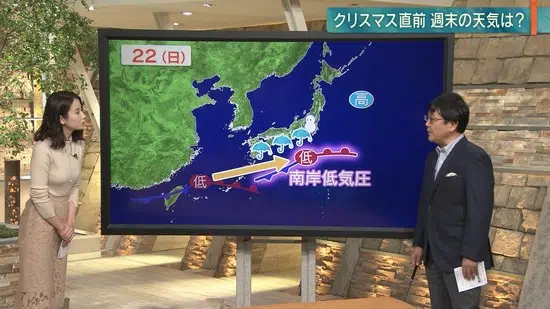 クリスマス直前 週末の天気は?
22(日)
高
低
低
南岸低気圧